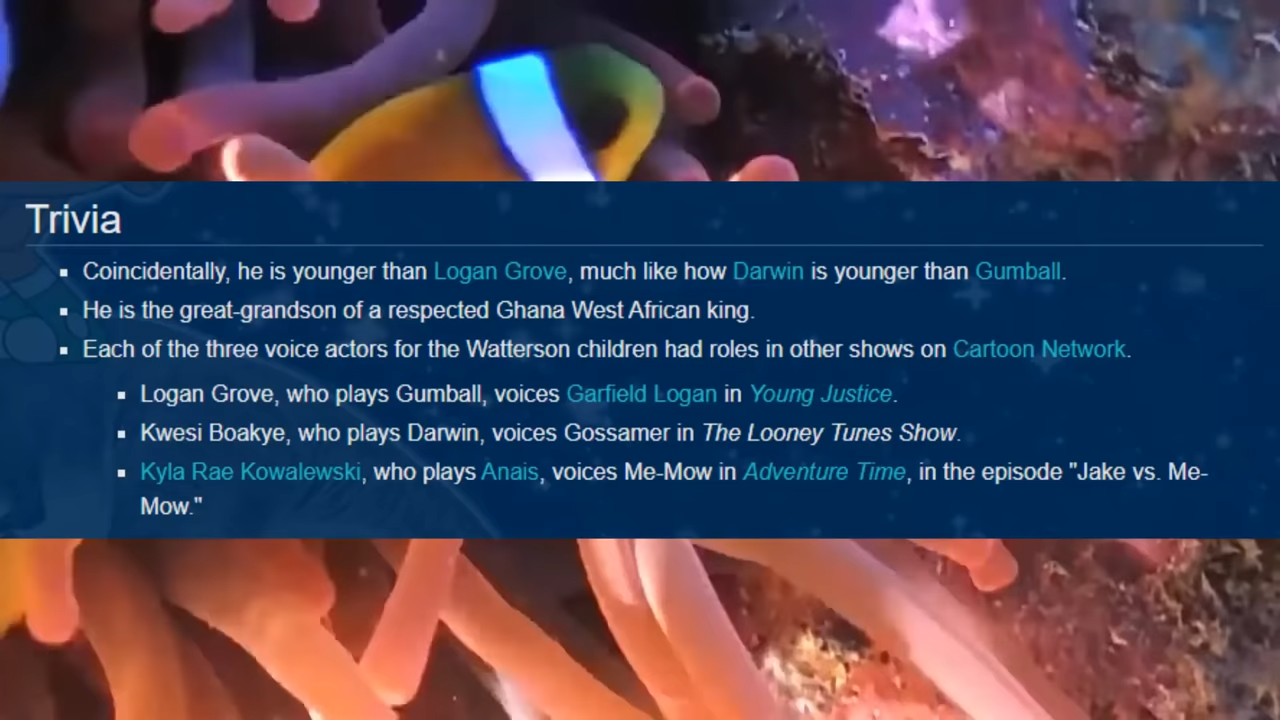 Trivia
Coincidentally, he is younger than Logan Grove, much like how Darwin is younger than Gumball.
He is the great-grandson of a respected Ghana West African king.
Each of the three voice actors for the Watterson children had roles in other shows on Cartoon Network.
Logan Grove, who plays Gumball, voices Garfield Logan in Young Justice.
Kwesi Boakye, who plays Darwin, voices Gossamer in The Looney Tunes Show.
Kyla Rae Kowalewski, who plays Anais, voices Me-Mow in Adventure Time, in the episode "Jake vs. Me-
Mow."